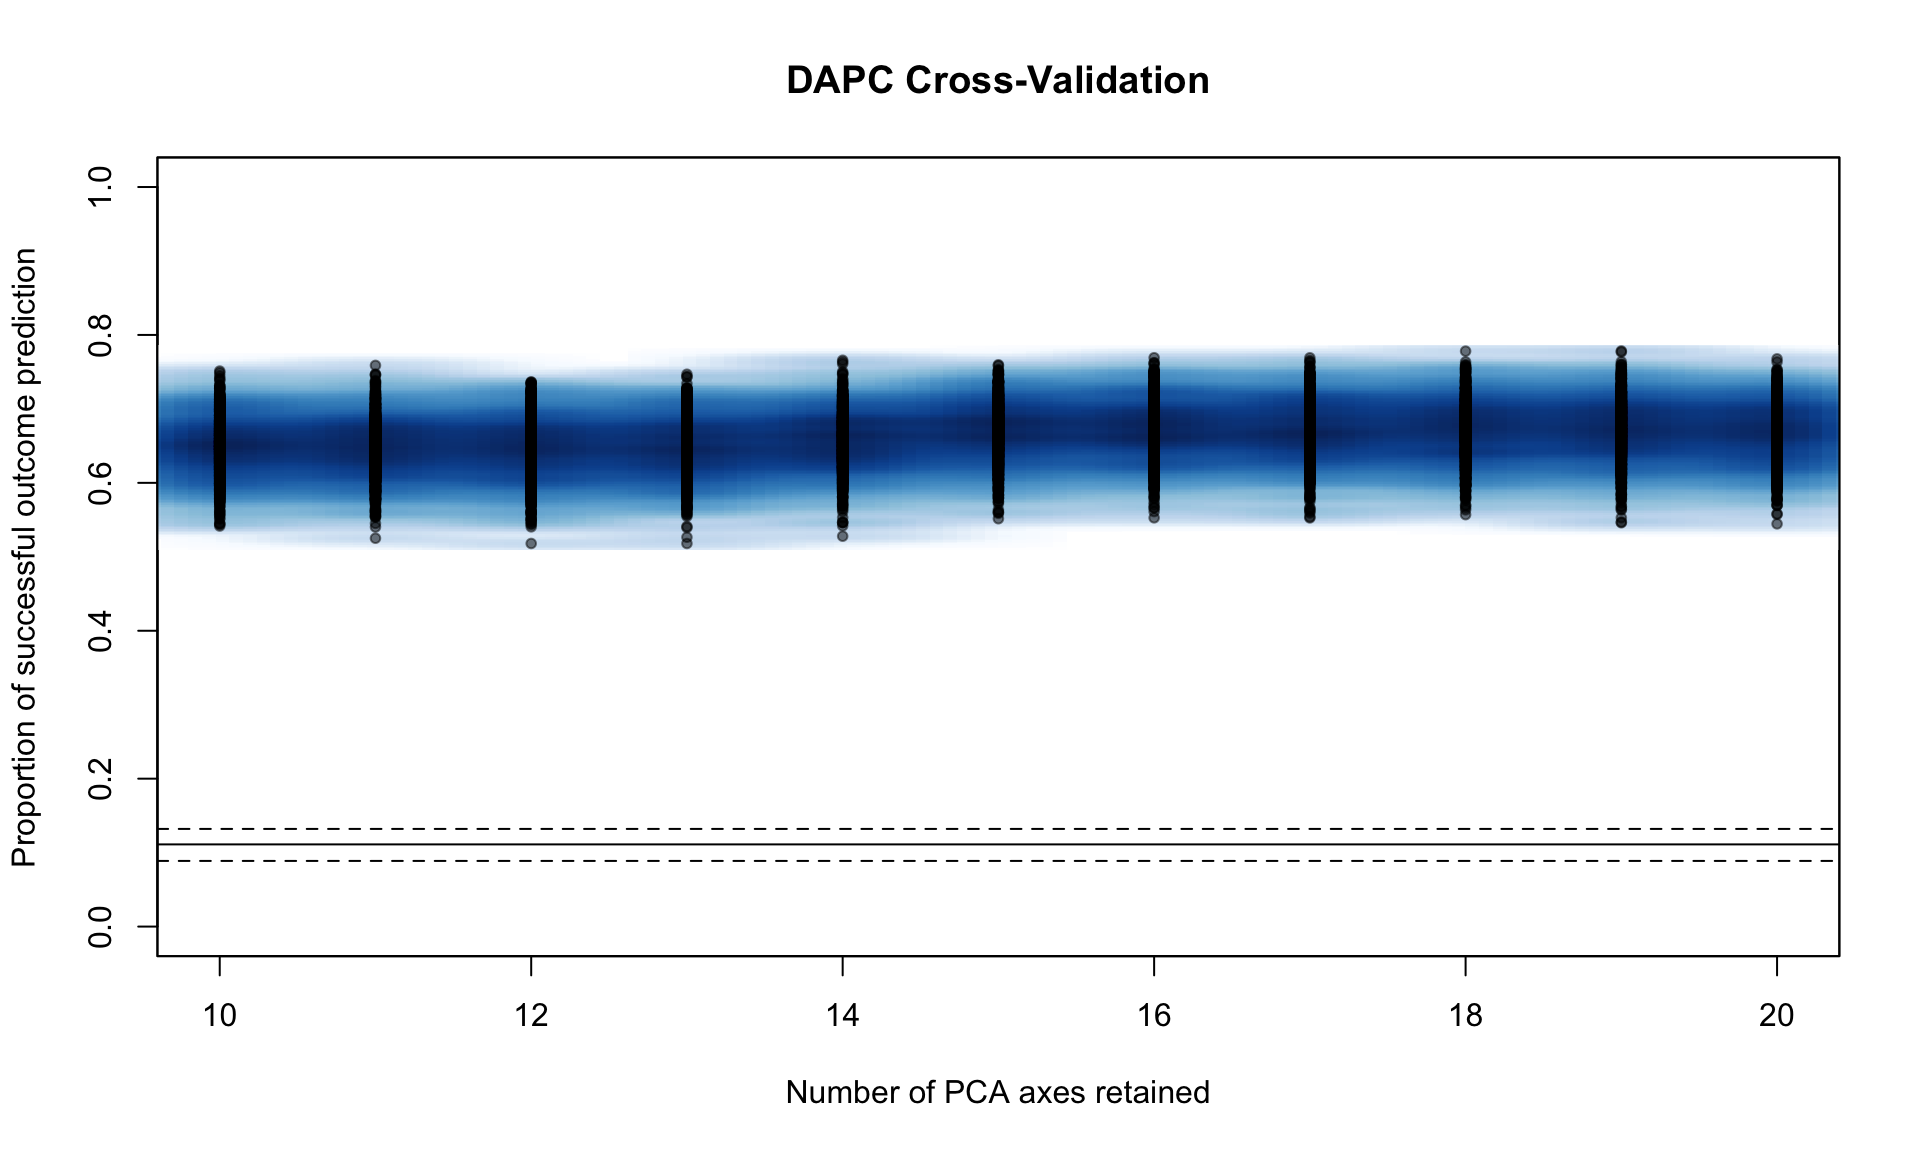 DAPC Cross-Validation
Proportion of successful outcome prediction
1.0
0.8
0.6
0.4
0.2
0.0
10 12 14 16 18 20
Number of PCA axes retained